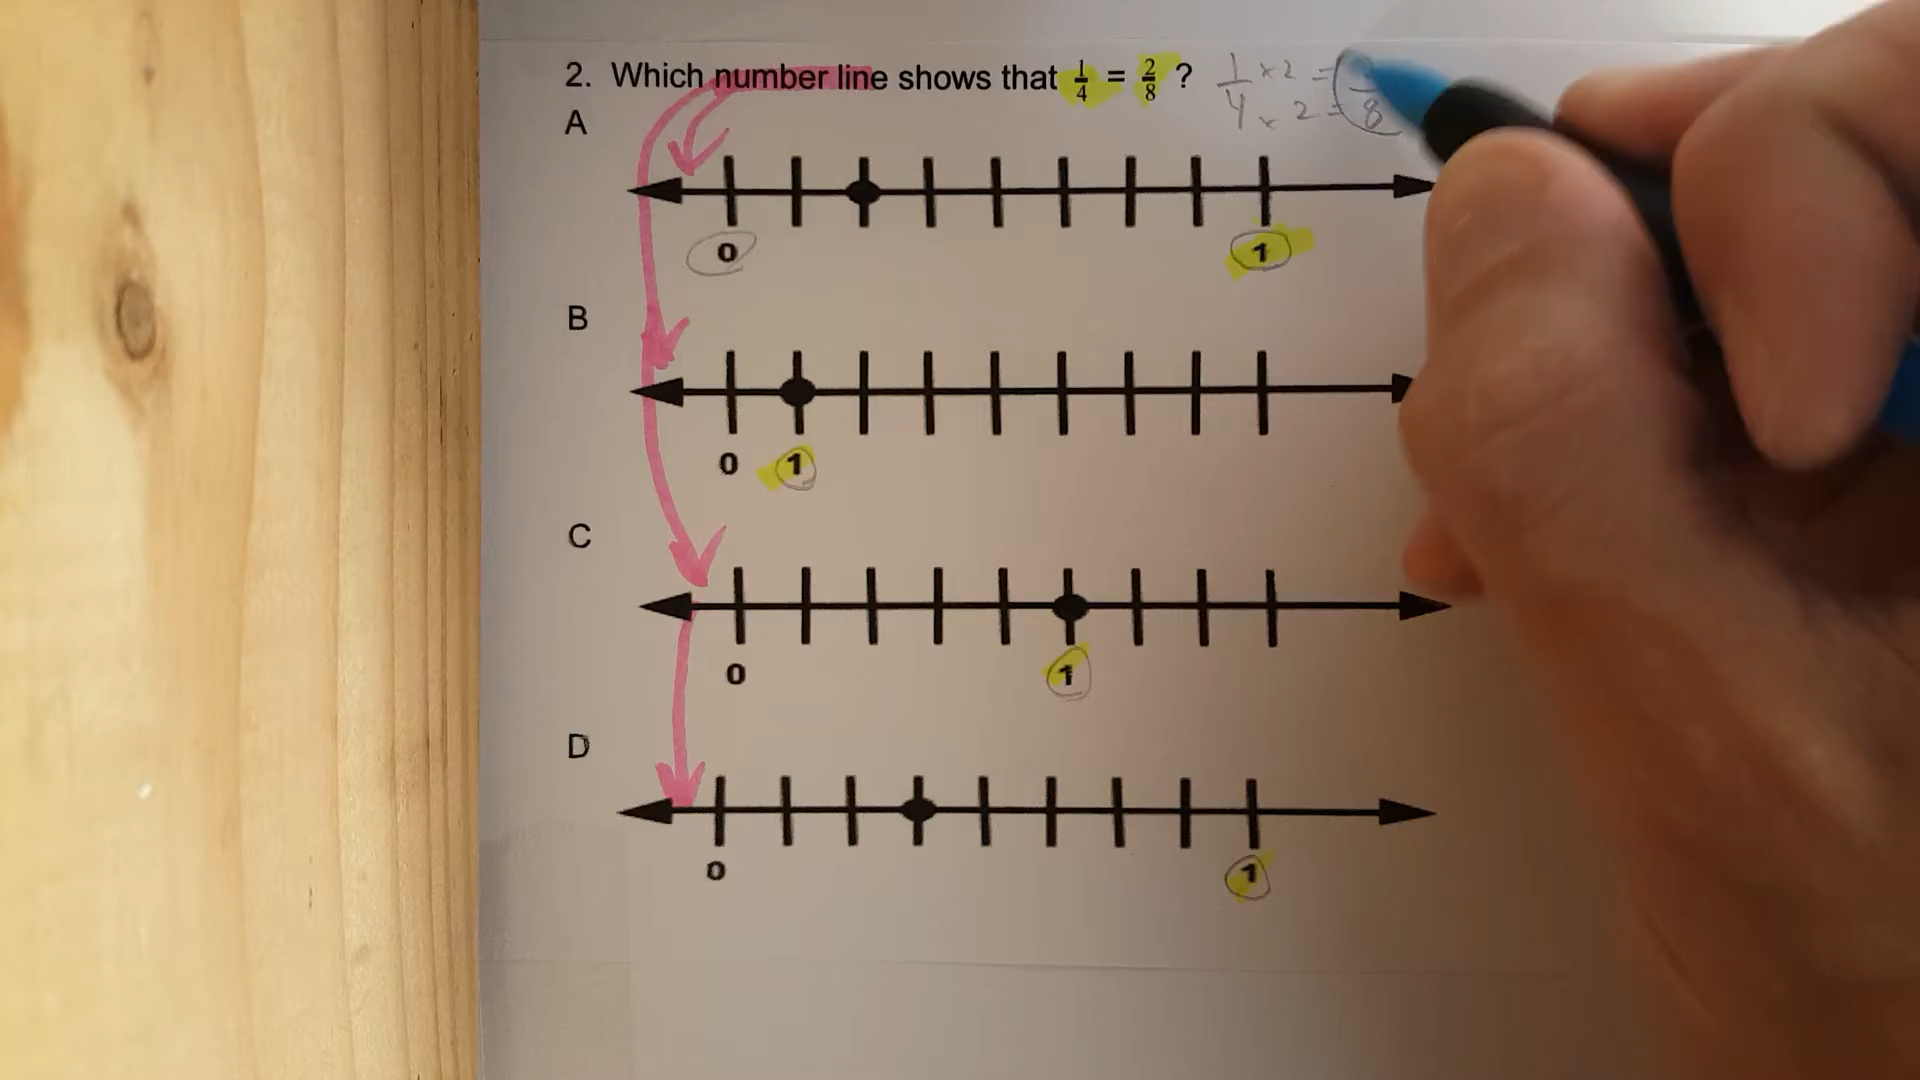 2. Which number line shows that 1/4 = 2/8 ? 1/4 × 2 = 
× 2 = 8
A
0 1
B
0 1
C
0 1
D
0 1